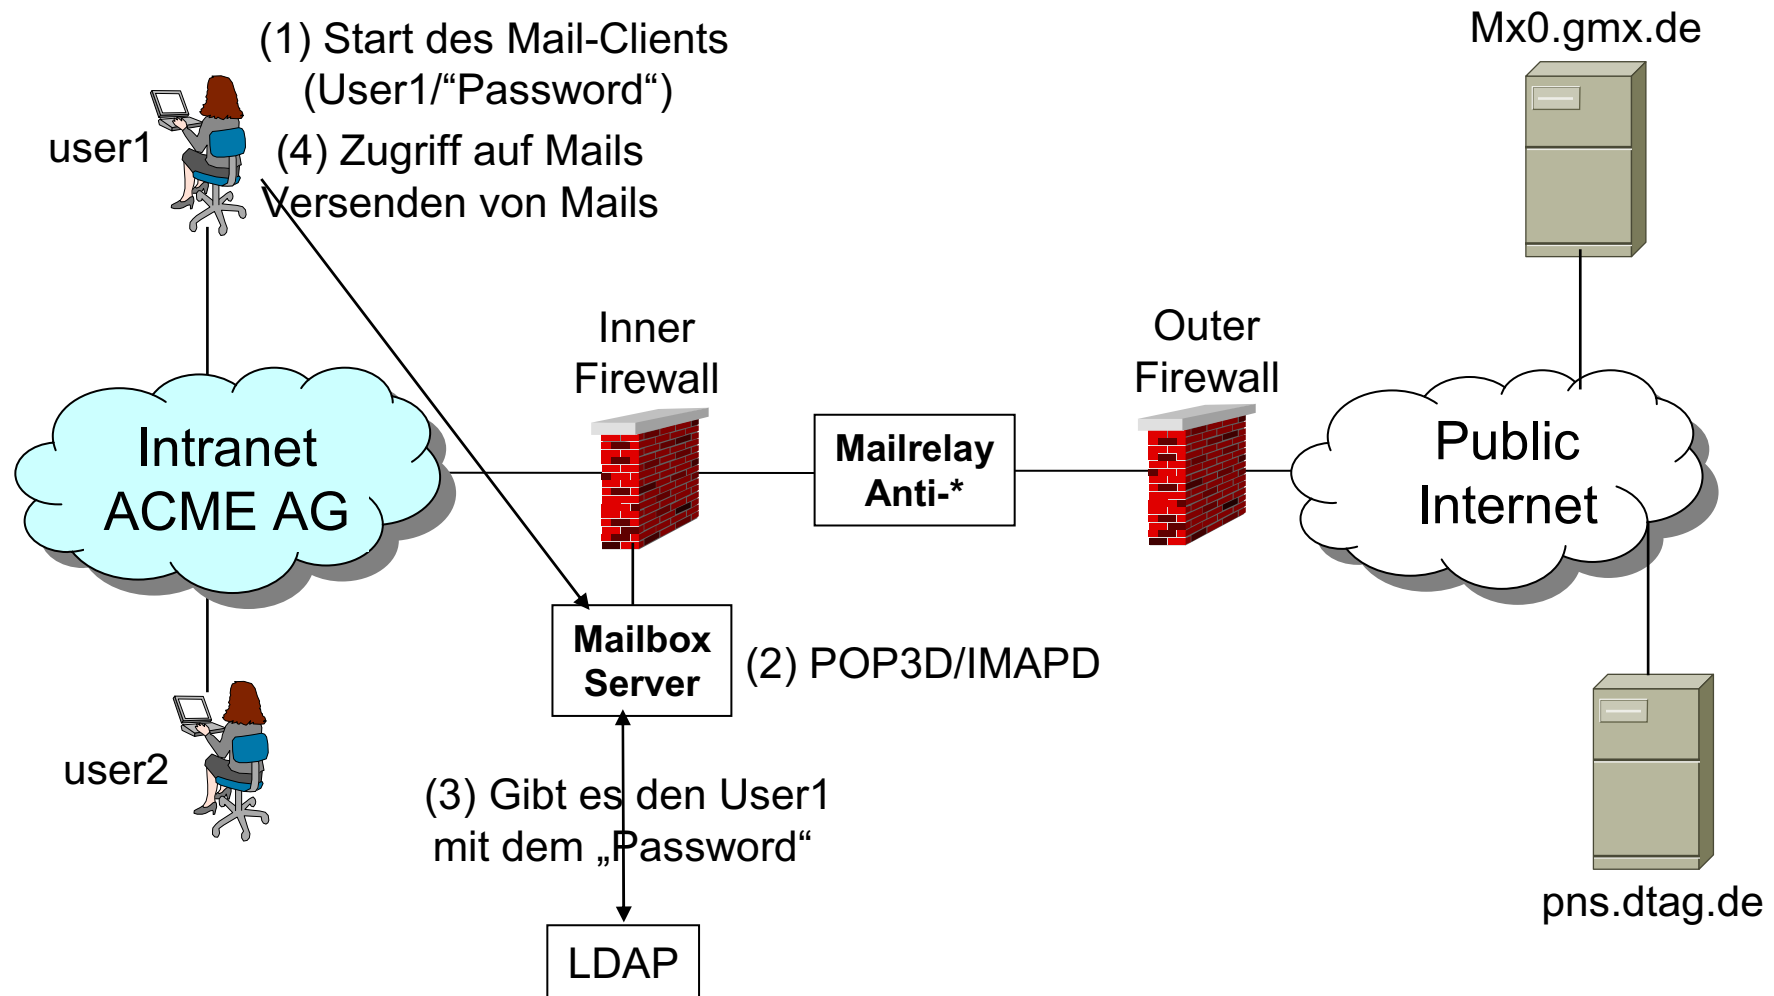 (1) Start des Mail-Clients
(User1/“Password“)
user1
(4) Zugriff auf Mails
Versenden von Mails
Mx0.gmx.de
Inner
Firewall
Outer
Firewall
Intranet
ACME AG
Mailrelay
Anti-*
Public
Internet
Mailbox
Server
(2) POP3D/IMAPD
user2
(3) Gibt es den User1
mit dem „Password“
pns.dtag.de
LDAP